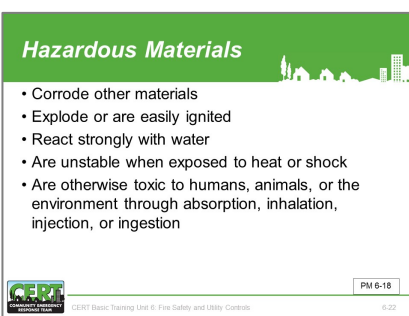 Hazardous Materials
• Corrode other materials
• Explode or are easily ignited
• React strongly with water
• Are unstable when exposed to heat or shock
• Are otherwise toxic to humans, animals, or the
environment through absorption, inhalation,
injection, or ingestion
PM 6-18
CERT
COMMUNITY EMERGENCY
RESPONSE TEAM
CERT Basic Training Unit 6: Fire Safety and Utility Controls
6-22